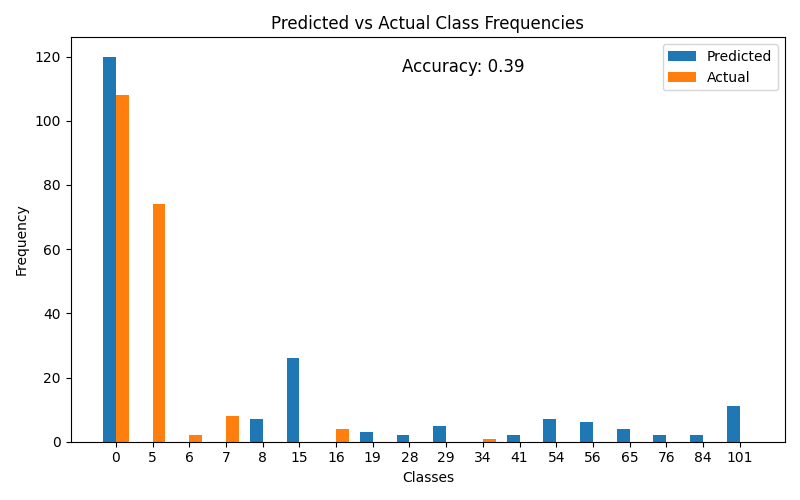 Predicted vs Actual Class Frequencies
Accuracy: 0.39
Predicted
Actual
120
100
80
60
40
20
0
Frequency
0 5 6 7 8 15 16 19 28 29 34 41 54 56 65 76 84 101
Classes